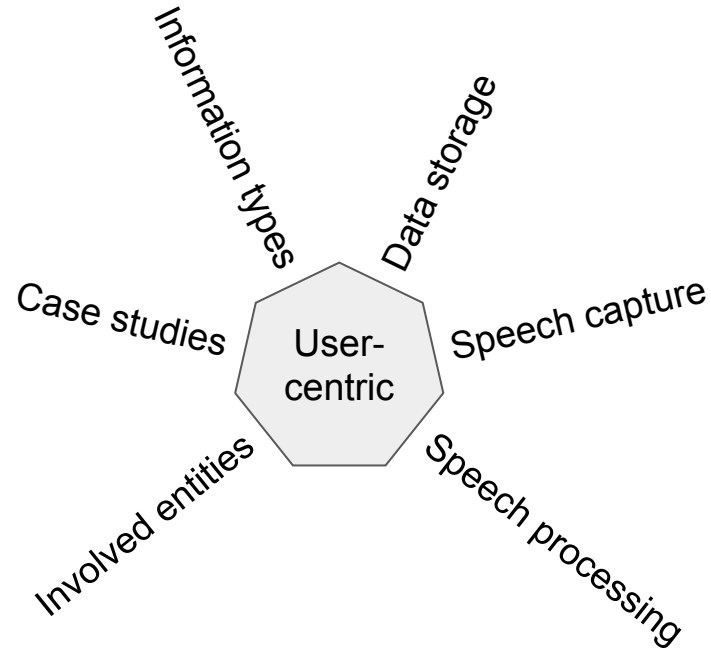 Information types
Data storage
Case studies
Speech capture
User-
centric
Involved entities
Speech processing